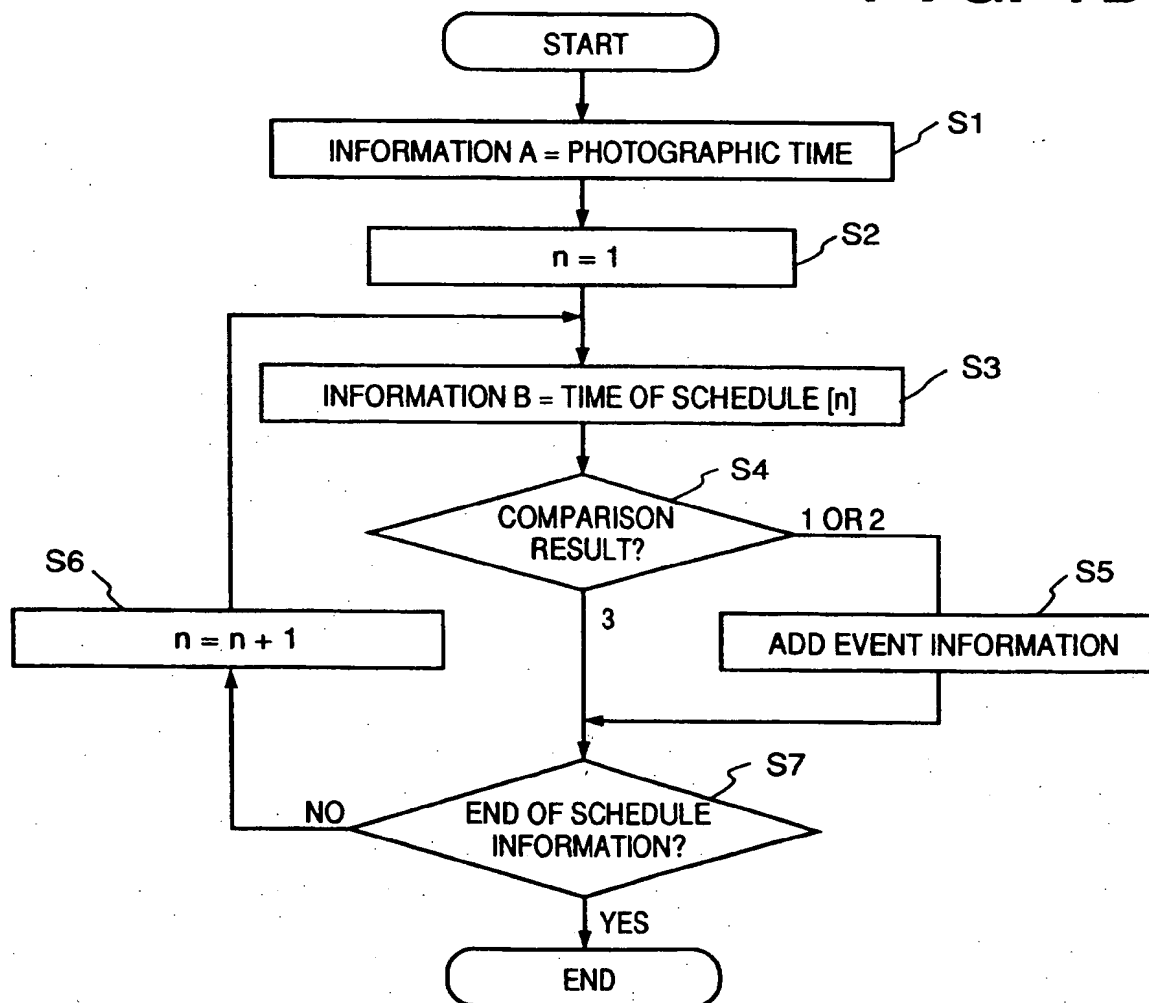 START
S1
INFORMATION A = PHOTOGRAPHIC TIME
S2
n = 1
S3
INFORMATION B = TIME OF SCHEDULE [n]
S4
COMPARISON
RESULT?
1 OR 2
S6
S5
n = n + 1
3
ADD EVENT INFORMATION
S7
NO
END OF SCHEDULE
INFORMATION?
YES
END